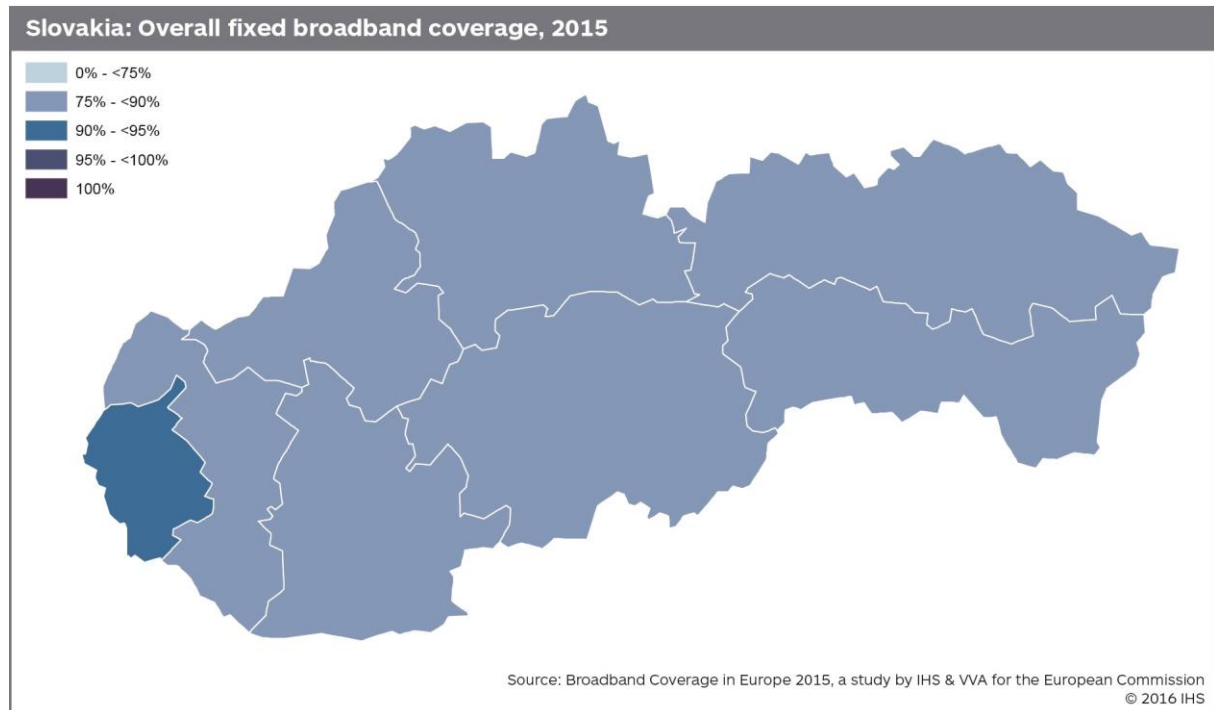 Slovakia: Overall fixed broadband coverage, 2015
0% - <75%
75% - <90%
90% - <95%
95% - <100%
100%
Source: Broadband Coverage in Europe 2015, a study by IHS & VVA for the European Commission
© 2016 IHS